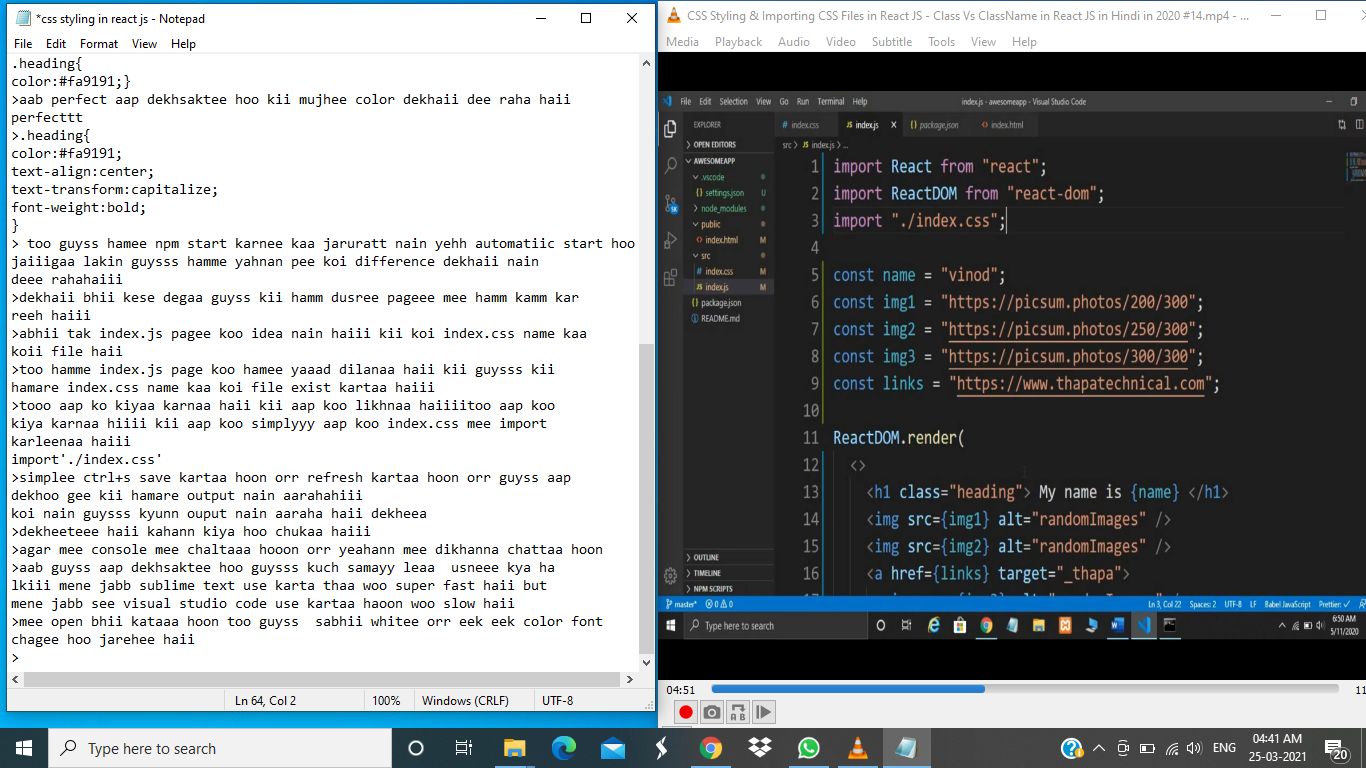 *css styling in react js - Notepad
File Edit Format View Help
.heading{
color:#fa9191;}
>aab perfect aap dekhsaktee hoo kii mujhee color dekhaii dee raha haii
perfecttt
>.heading{
color:#fa9191;
text-align:center;
text-transform:capitalize;
font-weight:bold;
}
> too guyss hamee npm start karnee kaa jaruratt nain yehh automatiic start hoo
jaiiigaa lakin guysss hamme yahnan pee koi difference dekhaii nain
deee rahahaiii
>dekhaii bhii kese degaa guyss kii hamm dusree pageee mee hamm kamm kar
reeh haiii
>abhii tak index.js pagee koo idea nain haiii kii koi index.css name kaa
koii file haii
>too hamme index.js page koo hamee yaaad dilanaa haii kii guysss kii
hamare index.css name kaa koi file exist kartaa haiii
>tooo aap ko kiyaa karnaa haii kii aap koo likhnaa haiiiitoo aap koo
kiya karnaa hiiii kii aap koo simplyyy aap koo index.css mee import
karleenaa haiii
import'./index.css'
>simplee ctrl+s save kartaa hoon orr refresh kartaa hoon orr guyss aap
dekhoo gee kii hamare output nain aarahahiii
koi nain guysss kyunn ouput nain aaraha haii dekheea
>dekheeteee haii kahann kiya hoo chukaa haiii
>agar mee console mee chaltaaa hooon orr yeahann mee dikhanna chattaa hoon
>aab guyss aap dekhsaktee hoo guysss kuch samayy leaa  usneee kya ha
lkiii mene jabb sublime text use karta thaa woo super fast haii but
mene jabb see visual studio code use kartaa haoon woo slow haii
>mee open bhii kataaa hoon too guyss  sabhii whitee orr eek eek color font
chagee hoo jarehee haii
>
Ln 64, Col 2 100% Windows (CRLF) UTF-8
CSS Styling & Importing CSS Files in React JS - Class Vs ClassName in React JS in Hindi in 2020 #14.mp4 - ...
Media Playback Audio Video Subtitle Tools View Help
File Edit Selection View Go Run Terminal Help index.js - awesomeapp - Visual Studio Code
EXPLORER
OPEN EDITORS
AWESOMEAPP
.vscode
settings.json U
node_modules
public
index.html M
src
index.css M
index.js M
package.json
README.md
OUTLINE
TIMELINE
NPM SCRIPTS
# index.css JS index.js X {} package.json <> index.html
src > JS index.js > ...
1 import React from "react";
2 import ReactDOM from "react-dom";
3 import "./index.css";
4
5 const name = "vinod";
6 const img1 = "https://picsum.photos/200/300";
7 const img2 = "https://picsum.photos/250/300";
8 const img3 = "https://picsum.photos/300/300";
9 const links = "https://www.thapatechnical.com";
10
11 ReactDOM.render(
12 <>
13 <h1 class="heading"> My name is {name} </h1>
14 <img src={img1} alt="randomImages" />
15 <img src={img2} alt="randomImages" />
16 <a href={links} target="_thapa">
master* 0 0 Ln 3, Col 22 Spaces: 2 UTF-8 LF Babel JavaScript Prettier: ✓
Type here to search
6:50 AM
5/11/2020
04:51
11
Type here to search
ENG
04:41 AM
25-03-2021
20